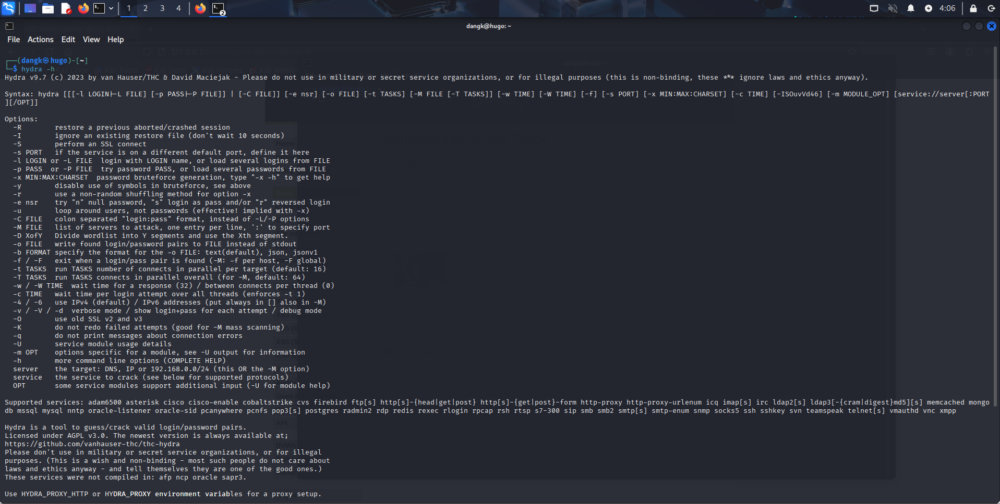 1 2 3 4 2 4:06
dangk@hugo: ~
File Actions Edit View Help
127.0.0.1
┌──(dangk㉿hugo)-[~]
└─$ hydra -h
Hydra v9.7 (c) 2023 by van Hauser/THC & David Maciejak - Please do not use in military or secret service organizations, or for illegal purposes (this is non-binding, these *** ignore laws and ethics anyway).
Syntax: hydra [[[-l LOGIN|-L FILE] [-p PASS|-P FILE]] | [-C FILE]] [-e nsr] [-o FILE] [-t TASKS] [-M FILE [-T TASKS]] [-w TIME] [-W TIME] [-f] [-s PORT] [-x MIN:MAX:CHARSET] [-c TIME] [-ISOuvVd46] [-m MODULE_OPT] [service://server[:PORT
][/OPT]]
Options:
-R restore a previous aborted/crashed session
-I ignore an existing restore file (don't wait 10 seconds)
-S perform an SSL connect
-s PORT if the service is on a different default port, define it here
-l LOGIN or -L FILE login with LOGIN name, or load several logins from FILE
-p PASS or -P FILE try password PASS, or load several passwords from FILE
-x MIN:MAX:CHARSET password bruteforce generation, type "-x -h" to get help
-y disable use of symbols in bruteforce, see above
-r use a non-random shuffling method for option -x
-e nsr try "n" null password, "s" login as pass and/or "r" reversed login
-u loop around users, not passwords (effective! implied with -x)
-C FILE colon separated "login:pass" format, instead of -L/-P options
-M FILE list of servers to attack, one entry per line, ':' to specify port
-D XofY Divide wordlist into Y segments and use the Xth segment.
-o FILE write found login/password pairs to FILE instead of stdout
-b FORMAT specify the format for the -o FILE: text(default), json, jsonv1
-f / -F exit when a login/pass pair is found (-M: -f per host, -F global)
-t TASKS run TASKS number of connects in parallel per target (default: 16)
-T TASKS run TASKS connects in parallel overall (for -M, default: 64)
-w / -W TIME wait time for a response (32) / between connects per thread (0)
-c TIME wait time per login attempt over all threads (enforces -t 1)
-4 / -6 use IPv4 (default) / IPv6 addresses (put always in [] also in -M)
-v / -V / -d verbose mode / show login+pass for each attempt / debug mode
-O use old SSL v2 and v3
-K do not redo failed attempts (good for -M mass scanning)
-q do not print messages about connection errors
-U service module usage details
-m OPT options specific for a module, see -U output for information
-h more command line options (COMPLETE HELP)
server the target: DNS, IP or 192.168.0.0/24 (this OR the -M option)
service the service to crack (see below for supported protocols)
OPT some service modules support additional input (-U for module help)
Supported services: adam6500 asterisk cisco cisco-enable cobaltstrike cvs firebird ftp[s] http[s]-{head|get|post} http[s]-{get|post}-form http-proxy http-proxy-urlenum icq imap[s] irc ldap2[s] ldap3[-{cram|digest}md5][s] memcached mongo
db mssql mysql nntp oracle-listener oracle-sid pcanywhere pcnfs pop3[s] postgres radmin2 rdp redis rexec rlogin rpcap rsh rtsp s7-300 sip smb smb2 smtp[s] smtp-enum snmp socks5 ssh sshkey svn teamspeak telnet[s] vmauthd vnc xmpp
Hydra is a tool to guess/crack valid login/password pairs.
Licensed under AGPL v3.0. The newest version is always available at;
https://github.com/vanhauser-thc/thc-hydra
Please don't use in military or secret service organizations, or for illegal
purposes. (This is a wish and non-binding - most such people do not care about
laws and ethics anyway - and tell themselves they are one of the good ones.)
These services were not compiled in: afp ncp oracle sapr3.
Use HYDRA_PROXY_HTTP or HYDRA_PROXY environment variables for a proxy setup.